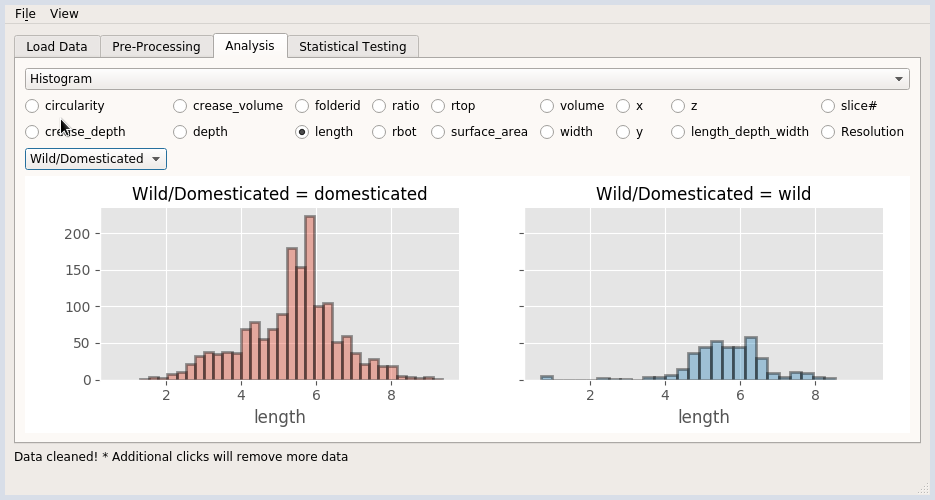 File View
Load Data Pre-Processing Analysis Statistical Testing
Histogram
circularity crease_volume folderid ratio rtop volume x z slice#
crease_depth depth length rbot surface_area width y length_depth_width Resolution
Wild/Domesticated
Wild/Domesticated = domesticated Wild/Domesticated = wild
200
150
100
50
0
2 4 6 8 2 4 6 8
length length
Data cleaned! * Additional clicks will remove more data